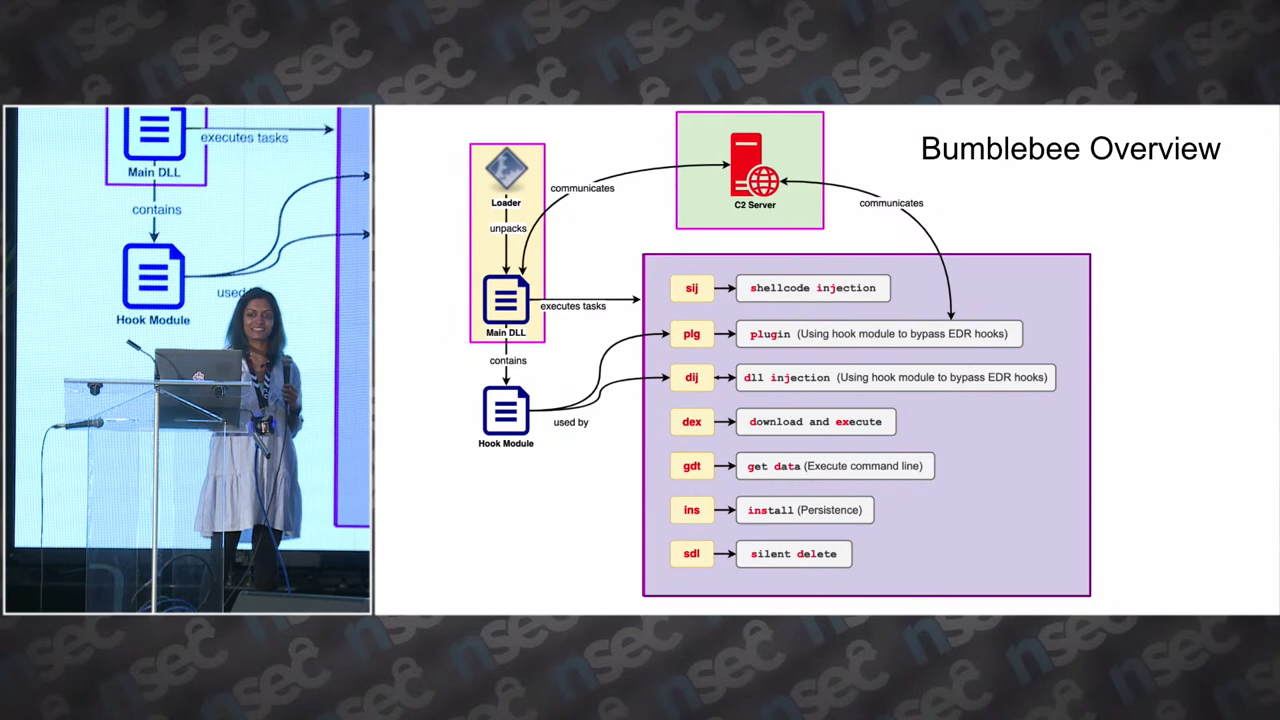 nsec
executes tasks
Main DLL
contains
used
Hook Module
Bumblebee Overview
Loader
unpacks
communicates
C2 Server
communicates
Main DLL
executes tasks
contains
Hook Module
used by
sij
shellcode injection
plg
plugin (Using hook module to bypass EDR hooks)
dij
dll injection (Using hook module to bypass EDR hooks)
dex
download and execute
gdt
get data (Execute command line)
ins
install (Persistence)
sdl
silent delete